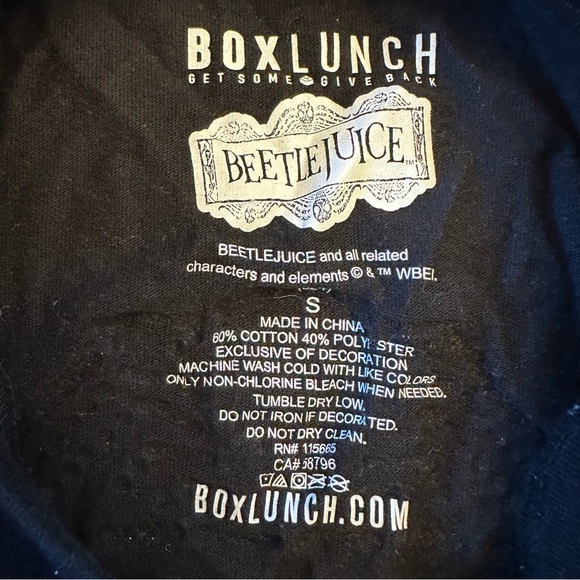 BOXLUNCH
GET SOME GIVE BACK
BEETLEJUICE™
BEETLEJUICE and all related
characters and elements © & ™ WBEI.
S
MADE IN CHINA
60% COTTON 40% POLYESTER
EXCLUSIVE OF DECORATION
MACHINE WASH COLD WITH LIKE COLORS
ONLY NON-CHLORINE BLEACH WHEN NEEDED.
TUMBLE DRY LOW.
DO NOT IRON IF DECORATED.
DO NOT DRY CLEAN.
RN# 115665
CA# 58796
BOXLUNCH.COM